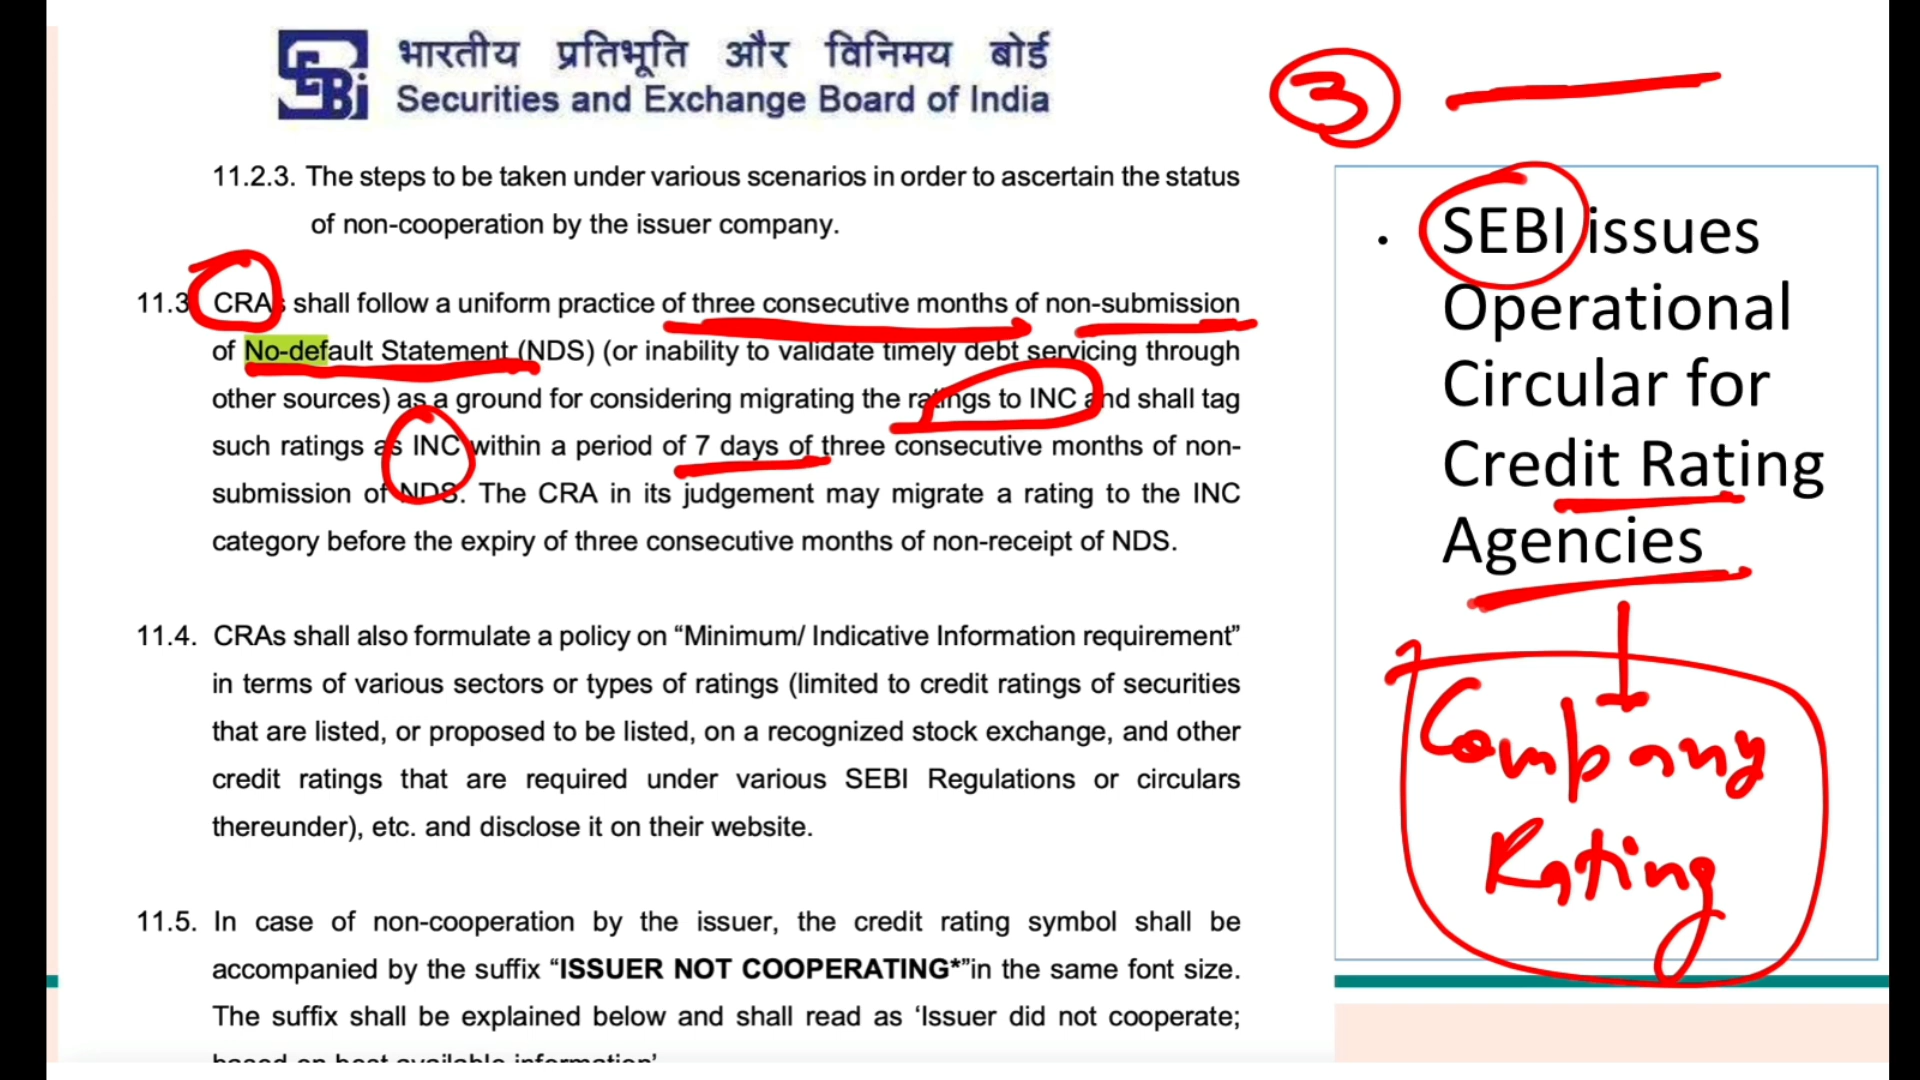 भारतीय प्रतिभूति और विनिमय बोर्ड
Securities and Exchange Board of India
11.2.3. The steps to be taken under various scenarios in order to ascertain the status
of non-cooperation by the issuer company.
11.3 CRAs shall follow a uniform practice of three consecutive months of non-submission
of No-default Statement (NDS) (or inability to validate timely debt servicing through
other sources) as a ground for considering migrating the ratings to INC and shall tag
such ratings as INC within a period of 7 days of three consecutive months of non-
submission of NDS. The CRA in its judgement may migrate a rating to the INC
category before the expiry of three consecutive months of non-receipt of NDS.
11.4. CRAs shall also formulate a policy on “Minimum/ Indicative Information requirement”
in terms of various sectors or types of ratings (limited to credit ratings of securities
that are listed, or proposed to be listed, on a recognized stock exchange, and other
credit ratings that are required under various SEBI Regulations or circulars
thereunder), etc. and disclose it on their website.
11.5. In case of non-cooperation by the issuer, the credit rating symbol shall be
accompanied by the suffix “ISSUER NOT COOPERATING*”in the same font size.
The suffix shall be explained below and shall read as ‘Issuer did not cooperate;
based on best available information’
3
• SEBI issues
Operational
Circular for
Credit Rating
Agencies
Company
Rating